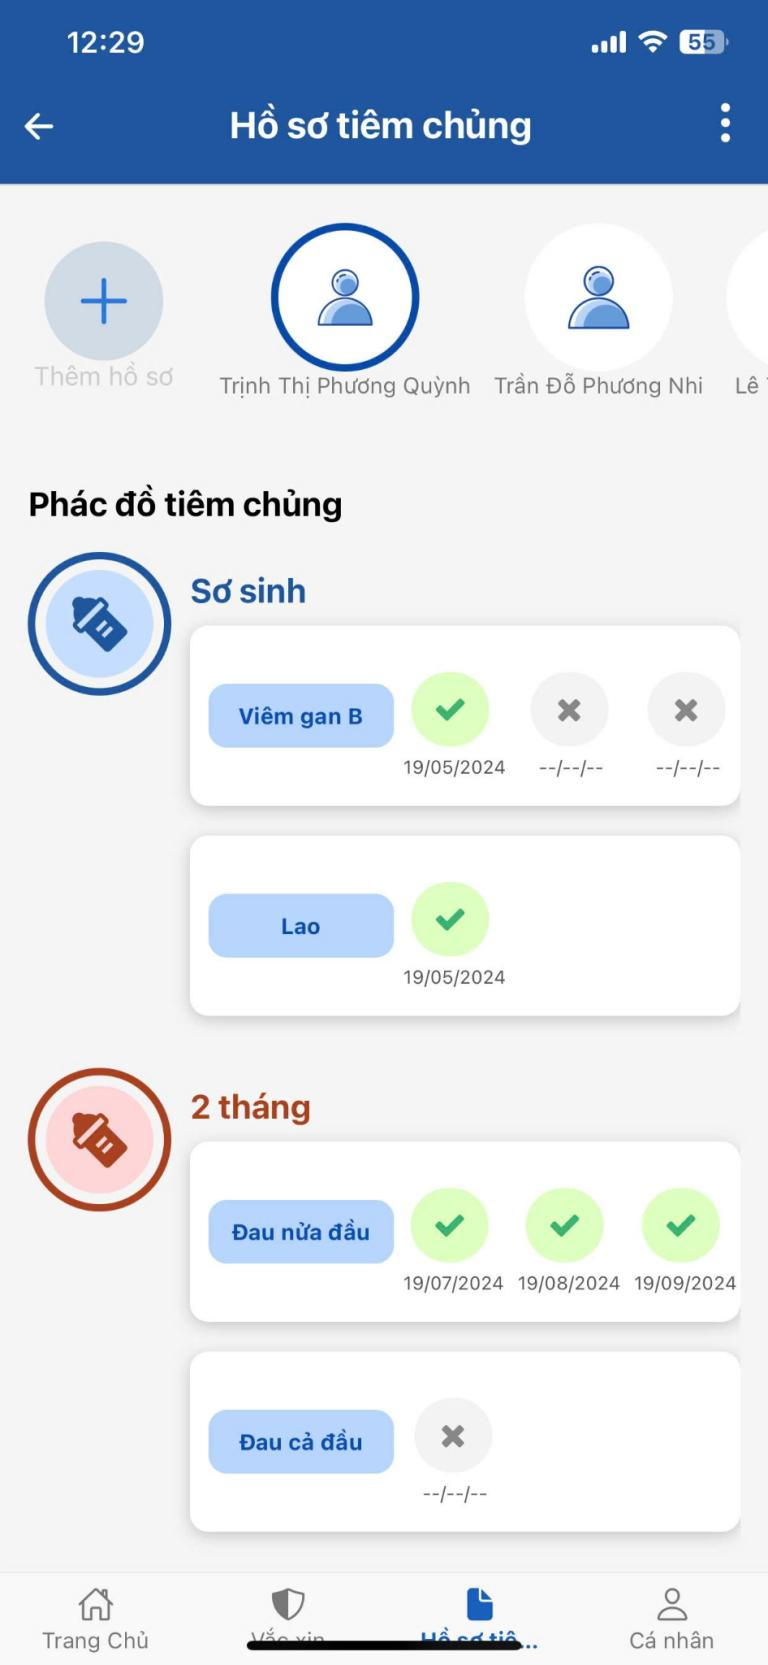 12:29
55
Hồ sơ tiêm chủng
Thêm hồ sơ
Trịnh Thị Phương Quỳnh
Trần Đỗ Phương Nhi
Lê
Phác đồ tiêm chủng
Sơ sinh
Viêm gan B
19/05/2024
--/--/--
--/--/--
Lao
19/05/2024
2 tháng
Đau nửa đầu
19/07/2024
19/08/2024
19/09/2024
Đau cả đầu
--/--/--
Trang Chủ
Vắc xin
Hồ sơ tiê...
Cá nhân